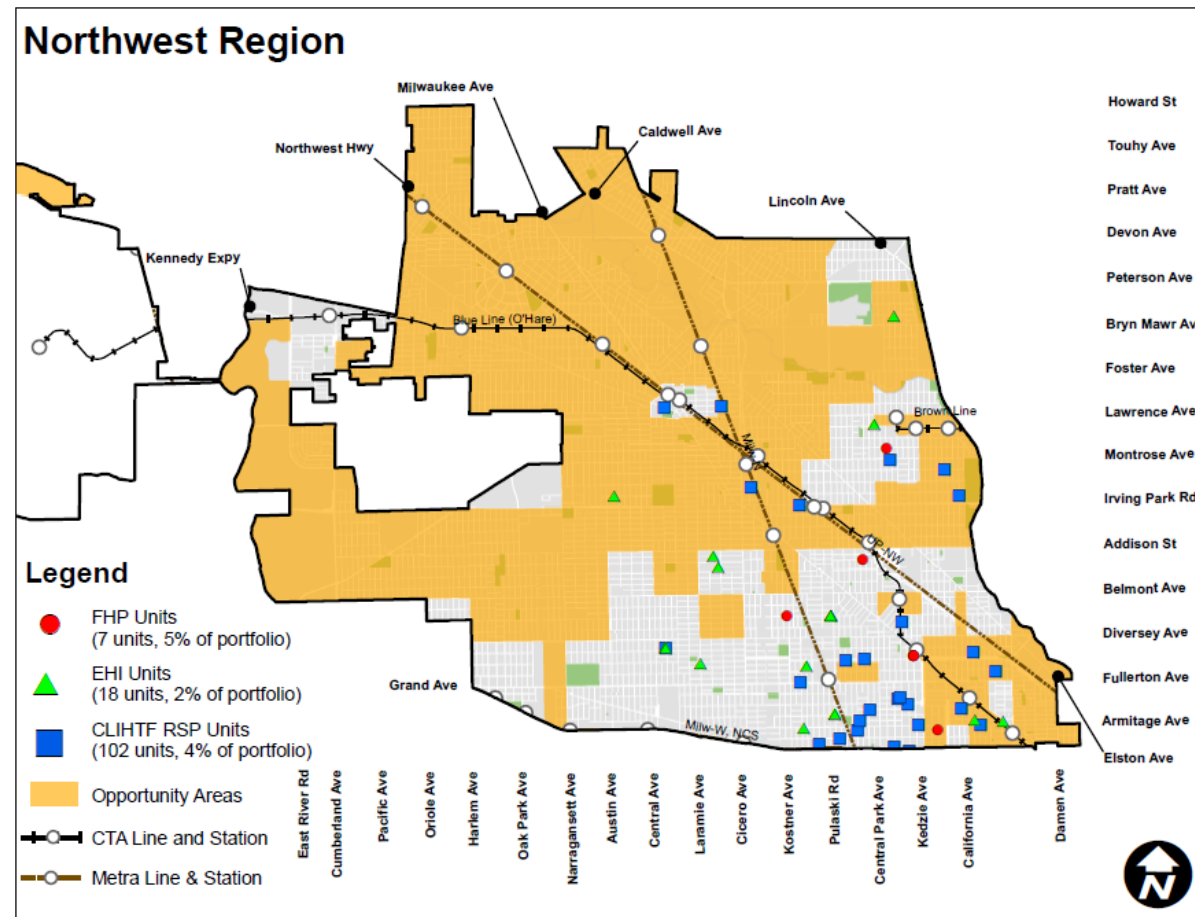 Northwest Region
Milwaukee Ave
Caldwell Ave
Northwest Hwy
Lincoln Ave
Kennedy Expy
Blue Line (O'Hare)
Brown Line
UP-NW
Grand Ave
Milw-W, NCS
Howard St
Touhy Ave
Pratt Ave
Devon Ave
Peterson Ave
Bryn Mawr Av
Foster Ave
Lawrence Ave
Montrose Ave
Irving Park Rd
Addison St
Belmont Ave
Diversey Ave
Fullerton Ave
Armitage Ave
Elston Ave
Legend
FHP Units
(7 units, 5% of portfolio)
EHI Units
(18 units, 2% of portfolio)
CLIHTF RSP Units
(102 units, 4% of portfolio)
Opportunity Areas
CTA Line and Station
Metra Line & Station
East River Rd
Cumberland Ave
Pacific Ave
Oriole Ave
Harlem Ave
Oak Park Ave
Narragansett Ave
Austin Ave
Central Ave
Laramie Ave
Cicero Ave
Kostner Ave
Pulaski Rd
Central Park Ave
Kedzie Ave
California Ave
Damen Ave
N